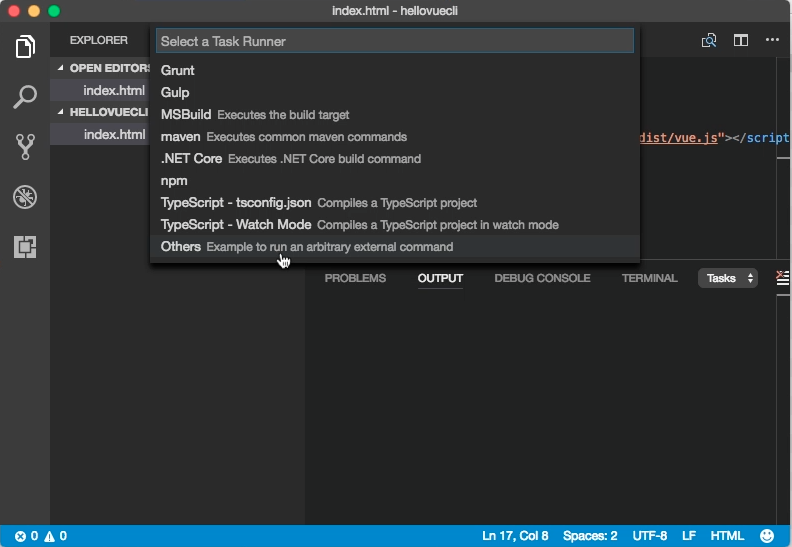 index.html - hellovuecli
EXPLORER
Select a Task Runner
OPEN EDITORS
index.html
HELLOVUECLI
index.html
Grunt
Gulp
MSBuild Executes the build target
maven Executes common maven commands
.NET Core Executes .NET Core build command
npm
TypeScript - tsconfig.json Compiles a TypeScript project
TypeScript - Watch Mode Compiles a TypeScript project in watch mode
Others Example to run an arbitrary external command
dist/vue.js"></script
PROBLEMS OUTPUT DEBUG CONSOLE TERMINAL Tasks
0 0 Ln 17, Col 8 Spaces: 2 UTF-8 LF HTML